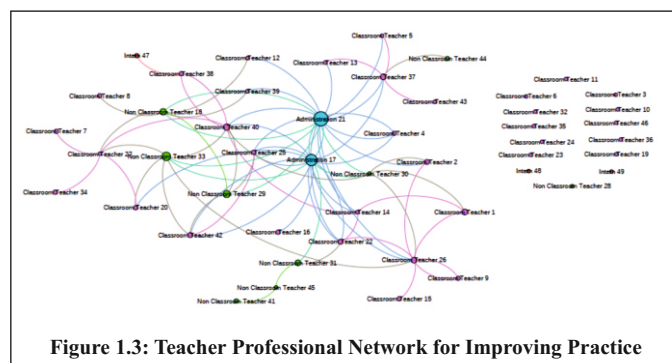 Classroom Teacher 5
Intern 47
Classroom Teacher 12
Classroom Teacher 13
Non Classroom Teacher 44
Classroom Teacher 38
Classroom Teacher 37
Classroom Teacher 11
Classroom Teacher 8
Classroom Teacher 39
Classroom Teacher 6
Classroom Teacher 3
Non Classroom Teacher 18
Classroom Teacher 43
Classroom Teacher 32
Classroom Teacher 10
Administration 21
Classroom Teacher 7
Classroom Teacher 40
Classroom Teacher 4
Classroom Teacher 35
Classroom Teacher 46
Classroom Teacher 24
Classroom Teacher 36
Classroom Teacher
Non Classroom Teacher 33
Classroom Teacher 25
Administration 17
Classroom Teacher 2
Classroom Teacher 23
Classroom Teacher 19
Non Classroom Teacher 30
Intern 48
Intern 49
Classroom Teacher 34
Non Classroom Teacher 29
Non Classroom Teacher 28
Classroom Teacher 20
Classroom Teacher 14
Classroom Teacher 1
Classroom Teacher 42
Classroom Teacher 16
Classroom Teacher 22
Non Classroom Teacher 31
Classroom Teacher 26
Classroom Teacher 9
Non Classroom Teacher 45
Non Classroom Teacher 41
Classroom Teacher 15
Figure 1.3: Teacher Professional Network for Improving Practice